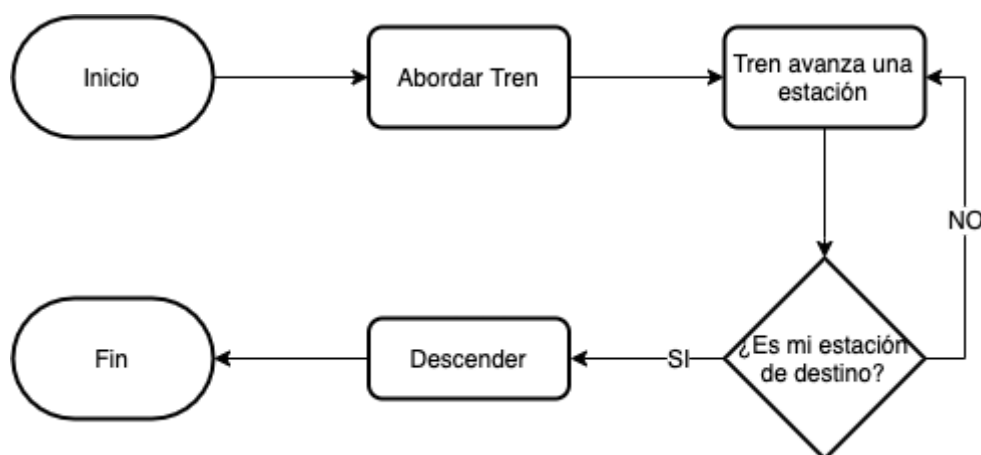 Inicio
Abordar Tren
Tren avanza una
estación
NO
¿Es mi estación
de destino?
SI
Descender
Fin